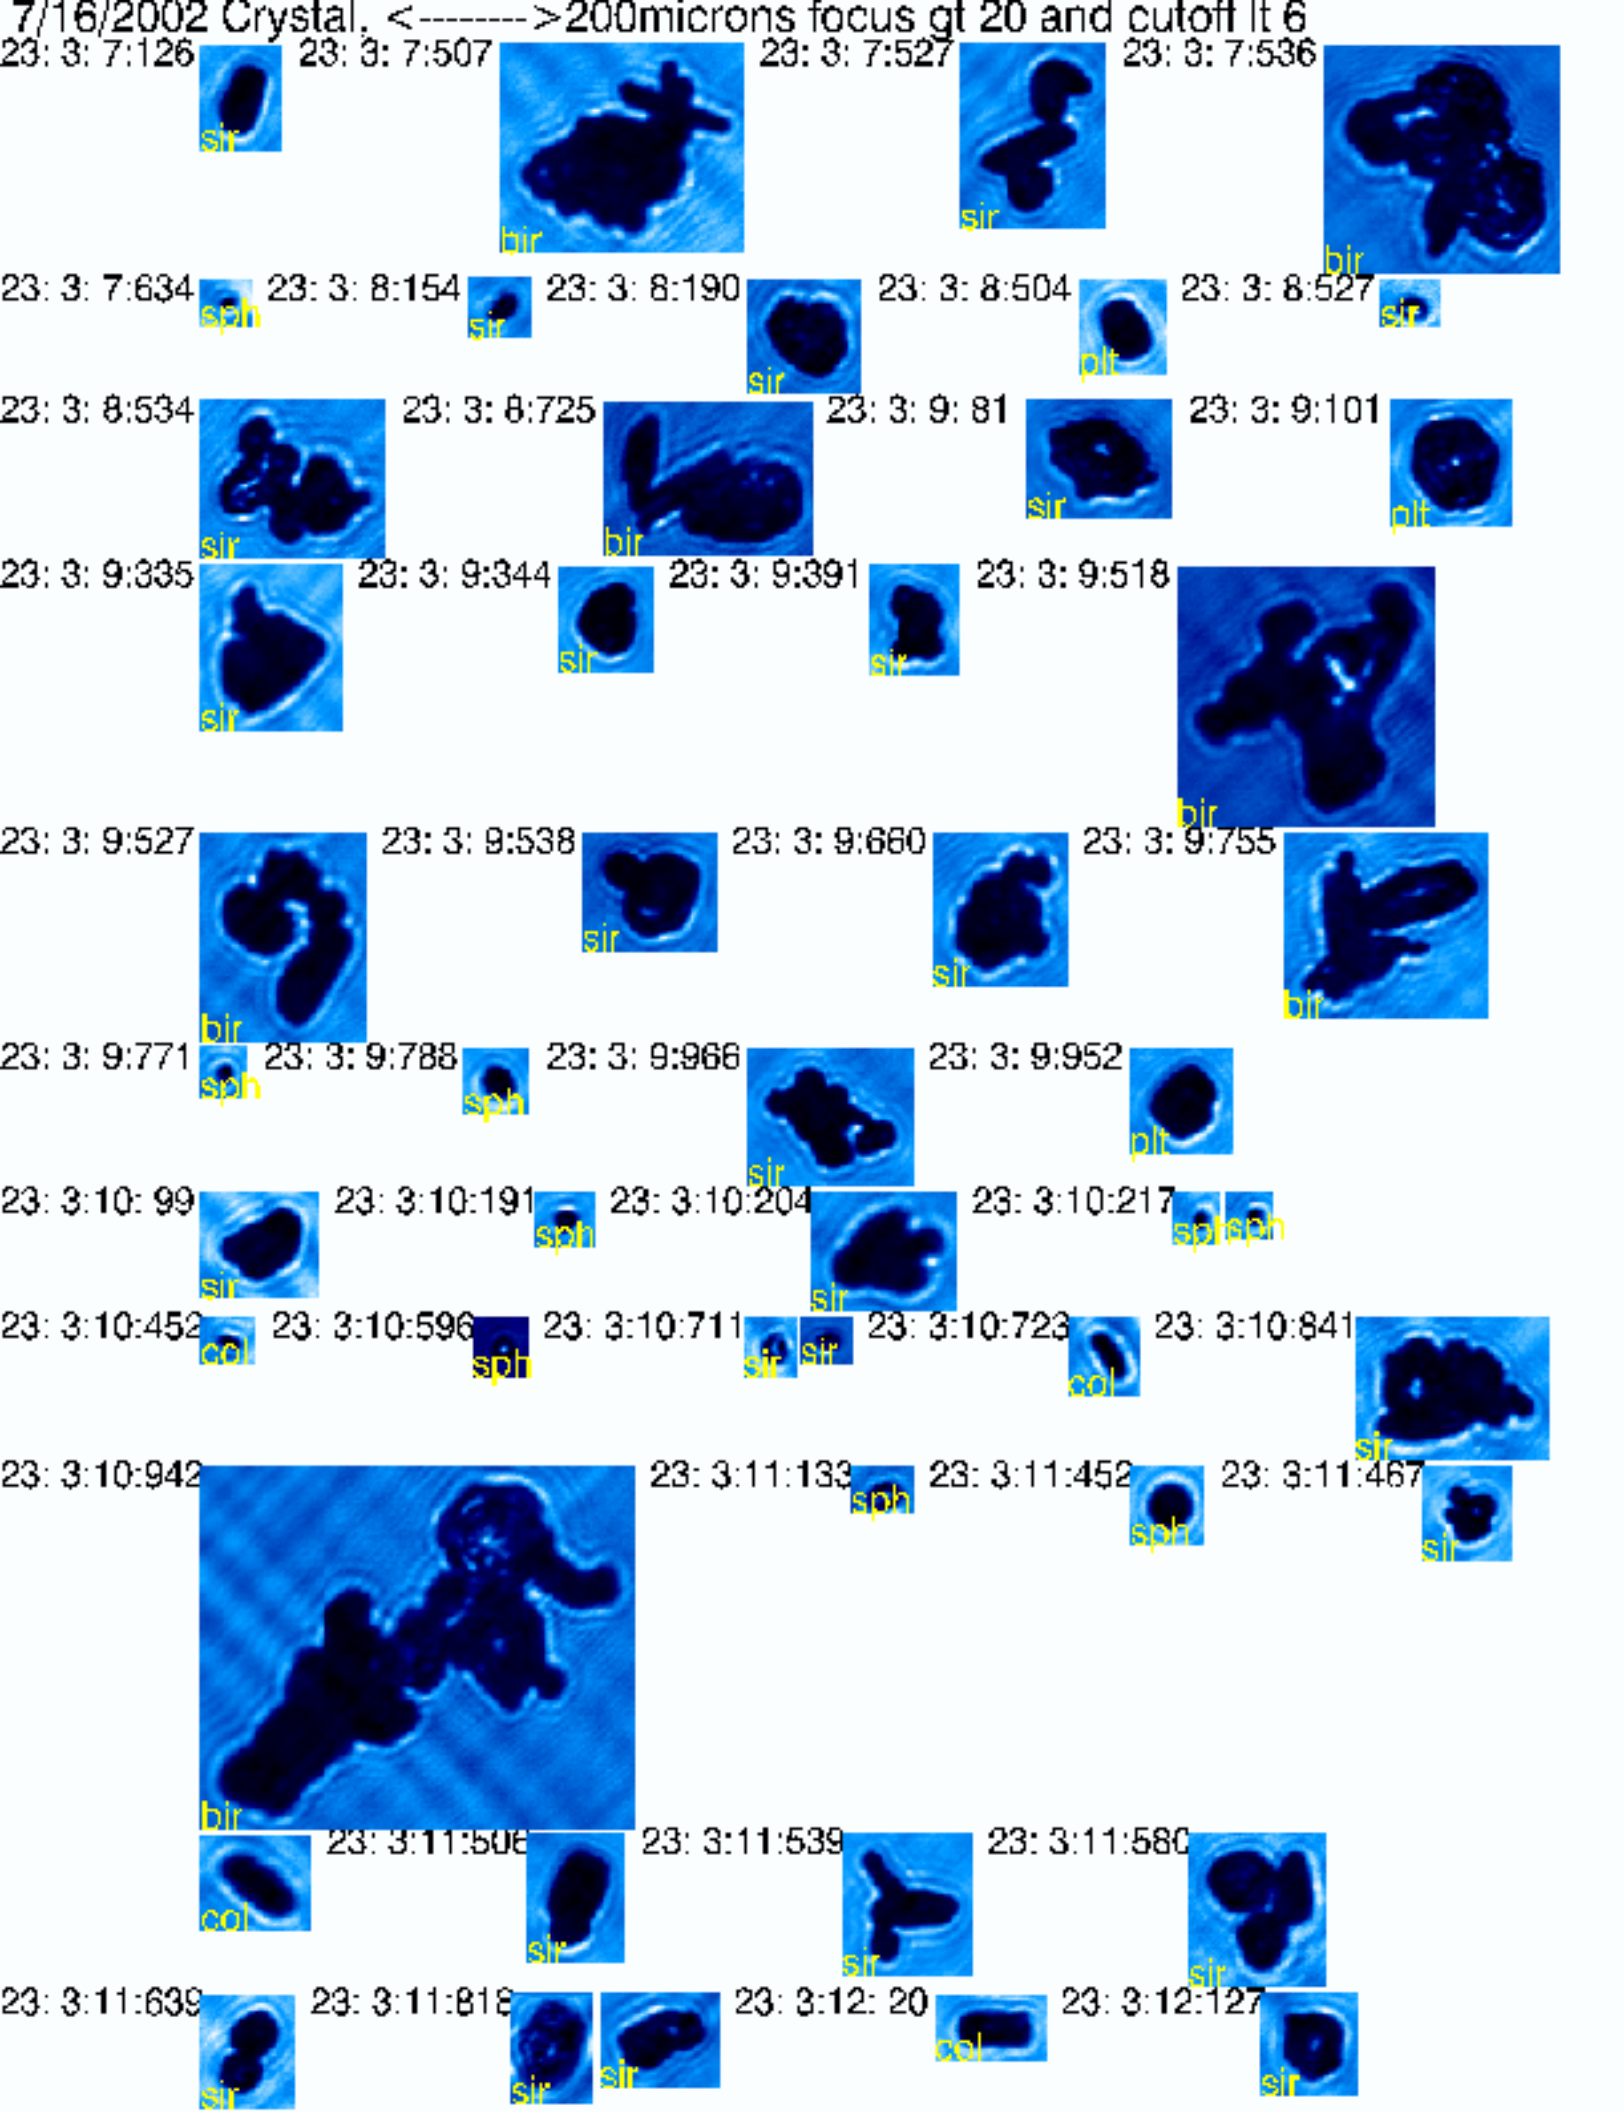 7/16/2002 Crystal, <-------->200microns focus gt 20 and cutoff lt 6
23: 3: 7:126 23: 3: 7:507 23: 3: 7:527 23: 3: 7:536
sir bir sir bir
23: 3: 7:634 23: 3: 8:154 23: 3: 8:190 23: 3: 8:504 23: 3: 8:527
sph sir sir plt sir
23: 3: 8:534 23: 3: 8:725 23: 3: 9: 81 23: 3: 9:101
sir bir sir plt
23: 3: 9:335 23: 3: 9:344 23: 3: 9:391 23: 3: 9:518
sir sir sir bir
23: 3: 9:527 23: 3: 9:538 23: 3: 9:660 23: 3: 9:755
bir sir sir bir
23: 3: 9:771 23: 3: 9:788 23: 3: 9:966 23: 3: 9:952
sph sph sir plt
23: 3:10: 99 23: 3:10:191 23: 3:10:204 23: 3:10:217
sir sph sir sph sph
23: 3:10:452 23: 3:10:596 23: 3:10:711 23: 3:10:723 23: 3:10:841
col sph sir sir col sir
23: 3:10:942 23: 3:11:133 23: 3:11:452 23: 3:11:467
bir sph sph sir
23: 3:11:506 23: 3:11:539 23: 3:11:580
col sir sir sir
23: 3:11:639 23: 3:11:818 23: 3:12: 20 23: 3:12:127
sir sir sir col sir